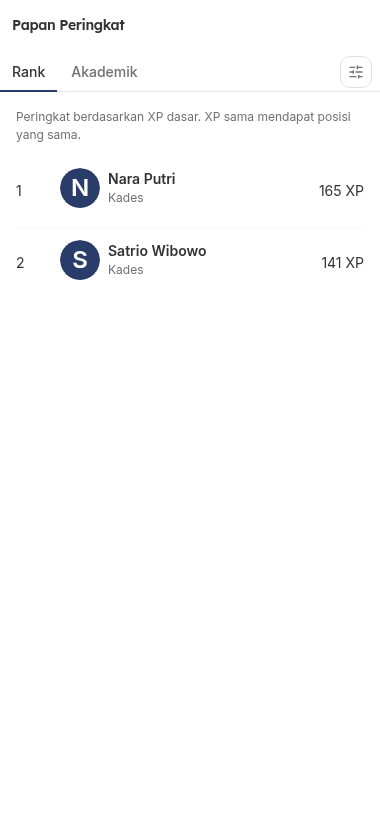 Papan Peringkat
Rank
Akademik
Peringkat berdasarkan XP dasar. XP sama mendapat posisi
yang sama.
1
N
Nara Putri
Kades
165 XP
2
S
Satrio Wibowo
Kades
141 XP